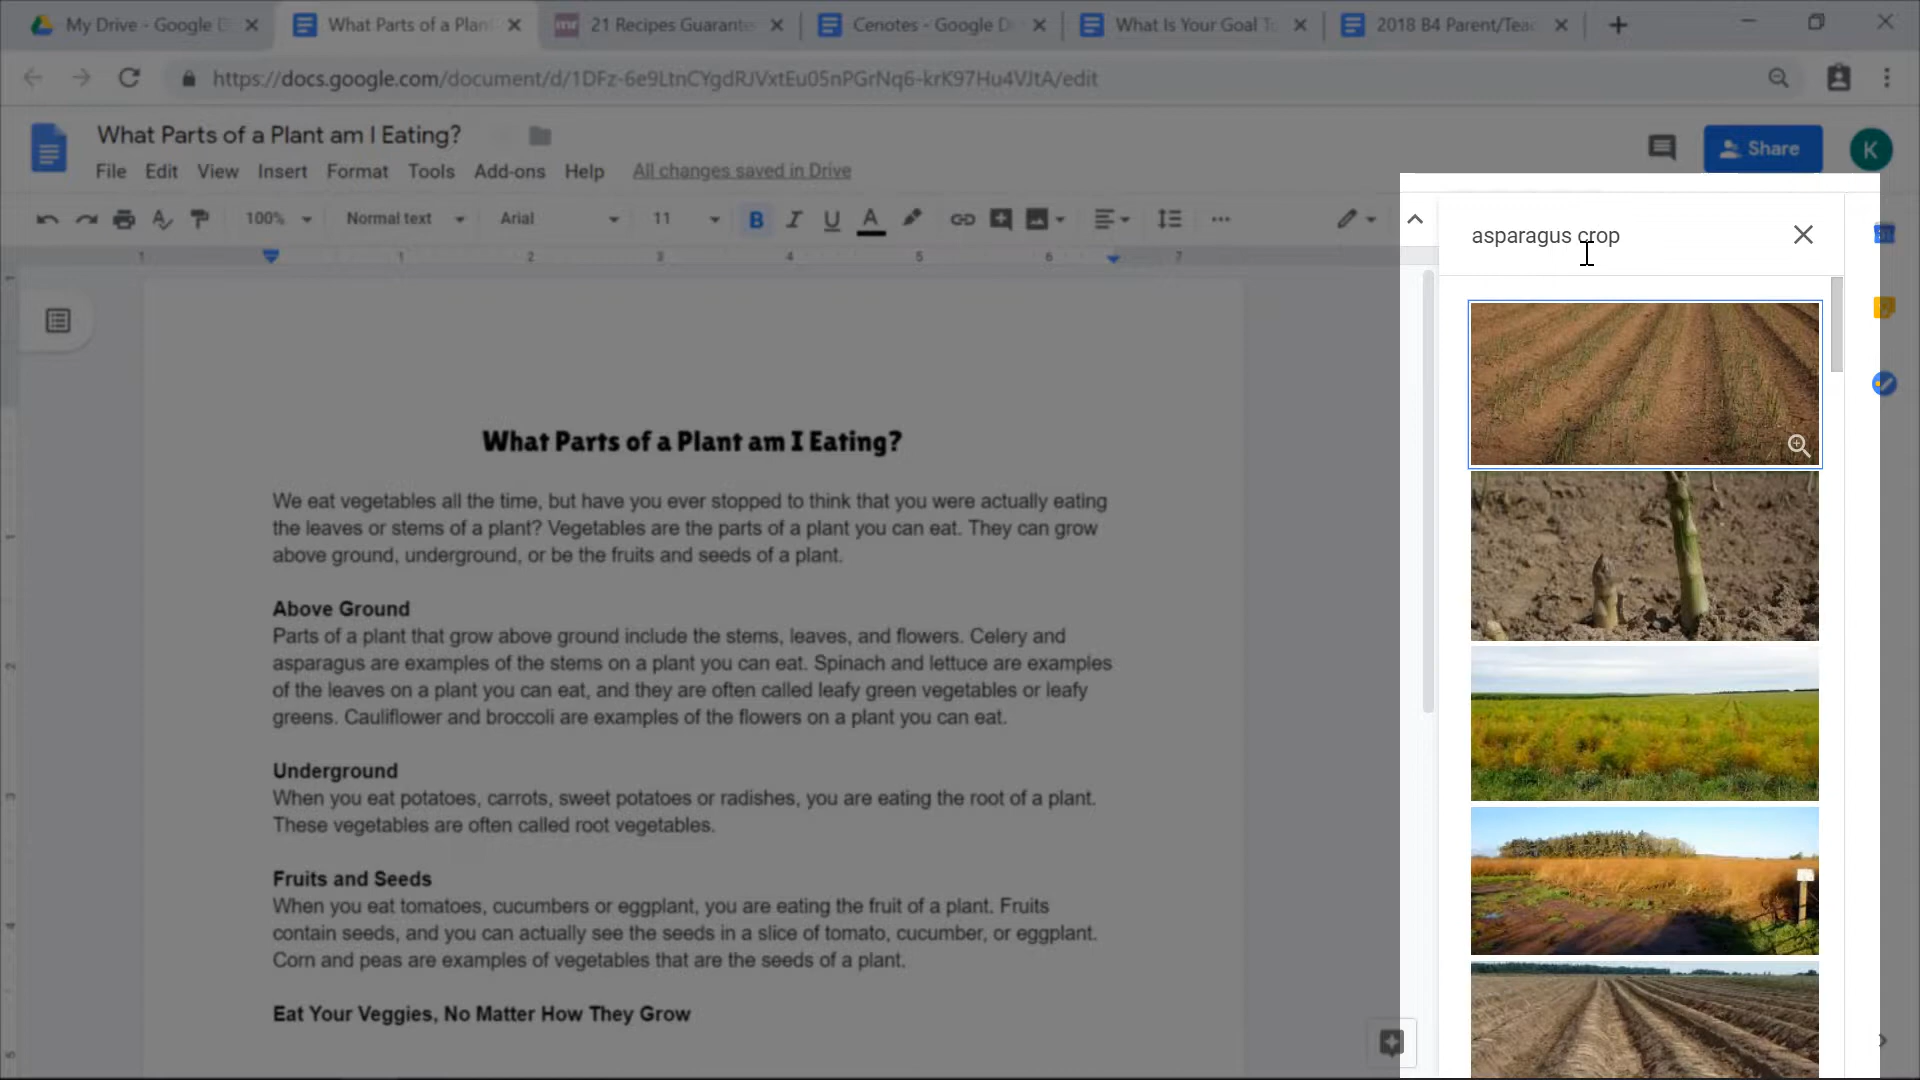 My Drive - Google D
What Parts of a Plan
mr
21 Recipes Guarante
Cenotes - Google D
What Is Your Goal T
2018 B4 Parent/Teac
https://docs.google.com/document/d/1DFz-6e9LtnCYgdRJVxtEu05nPGrNq6-krK97Hu4VJtA/edit
What Parts of a Plant am I Eating?
File Edit View Insert Format Tools Add-ons Help All changes saved in Drive
Share
K
100% Normal text Arial 11 B I U A
1 1 2 3 4 5 6 7
asparagus crop
What Parts of a Plant am I Eating?
We eat vegetables all the time, but have you ever stopped to think that you were actually eating
the leaves or stems of a plant? Vegetables are the parts of a plant you can eat. They can grow
above ground, underground, or be the fruits and seeds of a plant.
Above Ground
Parts of a plant that grow above ground include the stems, leaves, and flowers. Celery and
asparagus are examples of the stems on a plant you can eat. Spinach and lettuce are examples
of the leaves on a plant you can eat, and they are often called leafy green vegetables or leafy
greens. Cauliflower and broccoli are examples of the flowers on a plant you can eat.
Underground
When you eat potatoes, carrots, sweet potatoes or radishes, you are eating the root of a plant.
These vegetables are often called root vegetables.
Fruits and Seeds
When you eat tomatoes, cucumbers or eggplant, you are eating the fruit of a plant. Fruits
contain seeds, and you can actually see the seeds in a slice of tomato, cucumber, or eggplant.
Corn and peas are examples of vegetables that are the seeds of a plant.
Eat Your Veggies, No Matter How They Grow